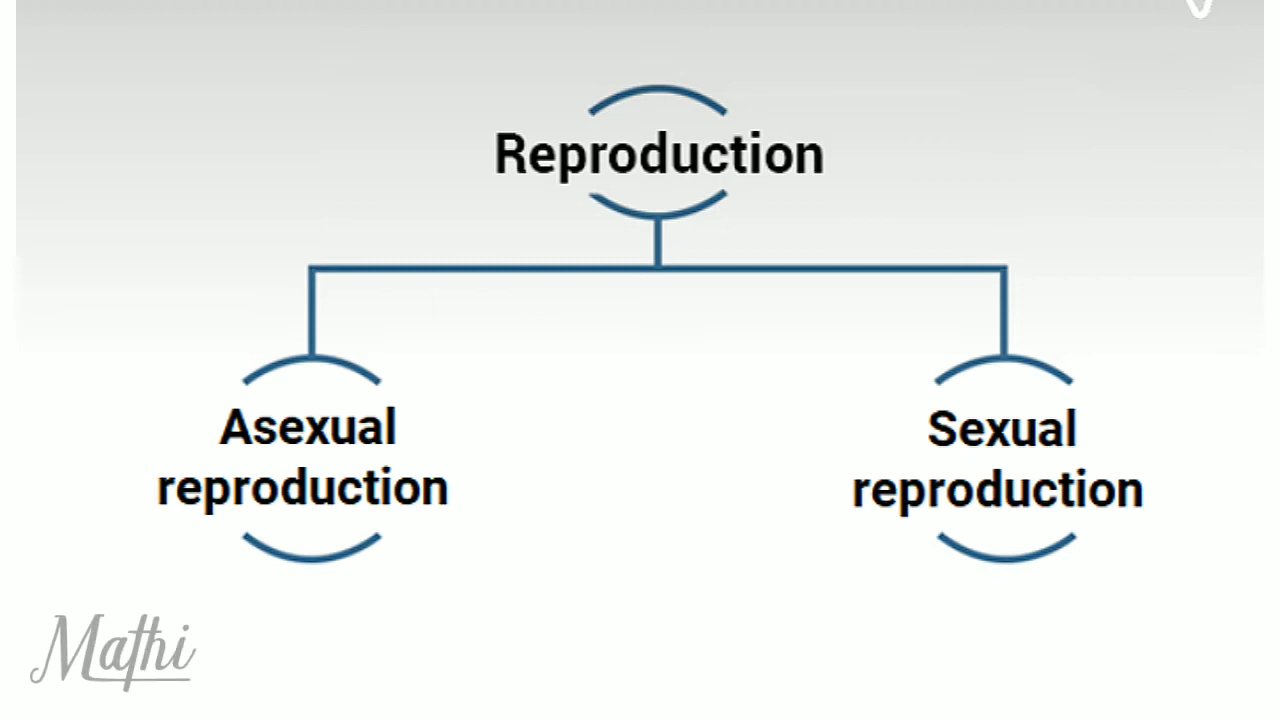 Reproduction
Asexual
reproduction
Sexual
reproduction
Mathi